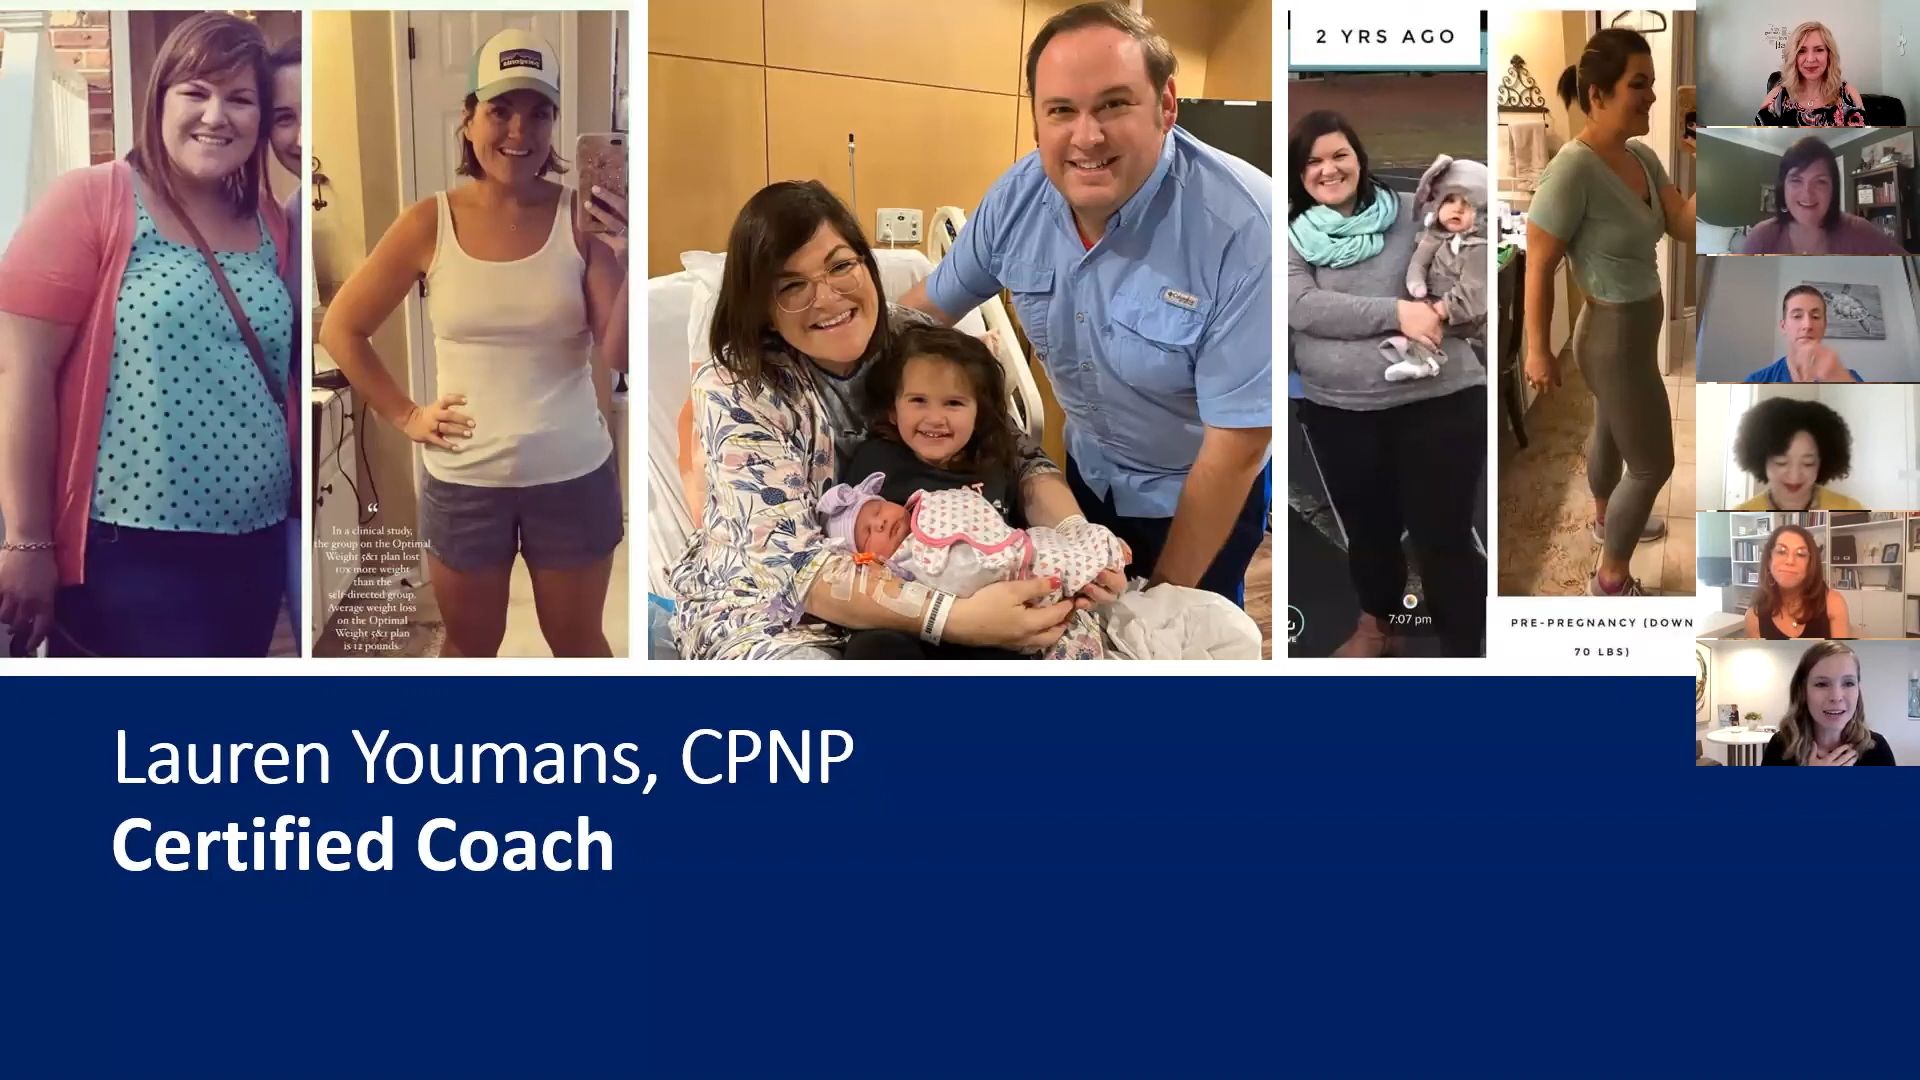 2 YRS AGO
“
In a clinical study,
the group on the Optimal
Weight 5&1 plan lost
10x more weight
than the
self-directed group.
Average weight loss
on the Optimal
Weight 5&1 plan
is 12 pounds.
Columbia
7:07 pm
PRE-PREGNANCY (DOWN
70 LBS)
Lauren Youmans, CPNP
Certified Coach